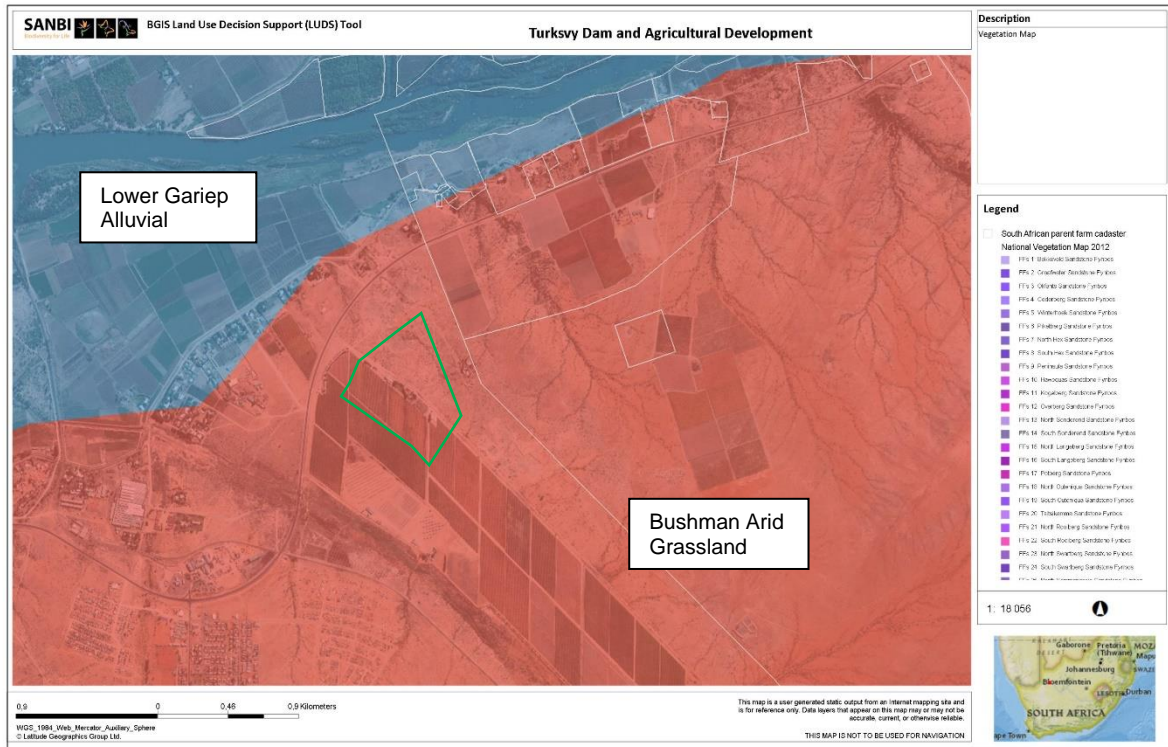 SANBI
Biodiversity for Life
BGIS Land Use Decision Support (LUDS) Tool
Turksvy Dam and Agricultural Development
Description
Vegetation Map
Lower Gariep
Alluvial
Bushman Arid
Grassland
Legend
South African parent farm cadaster
National Vegetation Map 2012
FFs 1 Bokkeveld Sandstone Fynbos
FFs 2 Graafwater Sandstone Fynbos
FFs 3 Olifants Sandstone Fynbos
FFs 4 Cederberg Sandstone Fynbos
FFs 5 Winterhoek Sandstone Fynbos
FFs 6 Piketberg Sandstone Fynbos
FFs 7 North Hex Sandstone Fynbos
FFs 8 South Hex Sandstone Fynbos
FFs 9 Peninsula Sandstone Fynbos
FFs 10 Hawequas Sandstone Fynbos
FFs 11 Kogelberg Sandstone Fynbos
FFs 12 Overberg Sandstone Fynbos
FFs 13 North Sonderend Sandstone Fynbos
FFs 14 South Sonderend Sandstone Fynbos
FFs 15 North Langeberg Sandstone Fynbos
FFs 16 South Langeberg Sandstone Fynbos
FFs 17 Potberg Sandstone Fynbos
FFs 18 North Outeniqua Sandstone Fynbos
FFs 19 South Outeniqua Sandstone Fynbos
FFs 20 Tsitsikamma Sandstone Fynbos
FFs 21 North Rooiberg Sandstone Fynbos
FFs 22 South Rooiberg Sandstone Fynbos
FFs 23 North Swartberg Sandstone Fynbos
FFs 24 South Swartberg Sandstone Fynbos
1: 18 056
Gaborone Pretoria MOZ
(Tshwane) Mapu
Johannesburg SWAZI
Bloemfontein
LESOTHO Durban
SOUTH AFRICA
ape Town
0,9 0 0,46 0,9 Kilometers
WGS_1984_Web_Mercator_Auxiliary_Sphere
© Latitude Geographics Group Ltd.
This map is a user generated static output from an Internet mapping site and
is for reference only. Data layers that appear on this map may or may not be
accurate, current, or otherwise reliable.
THIS MAP IS NOT TO BE USED FOR NAVIGATION